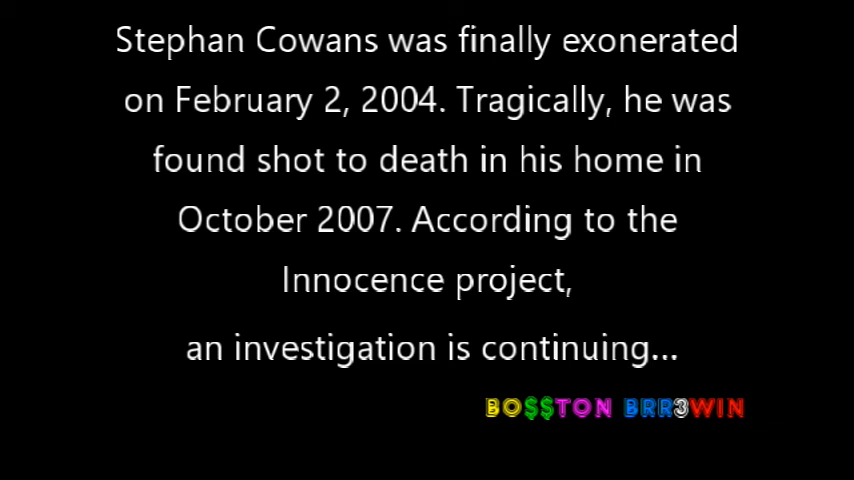 Stephan Cowans was finally exonerated
on February 2, 2004. Tragically, he was
found shot to death in his home in
October 2007. According to the
Innocence project,
an investigation is continuing...
BO$$TON BRR3WIN